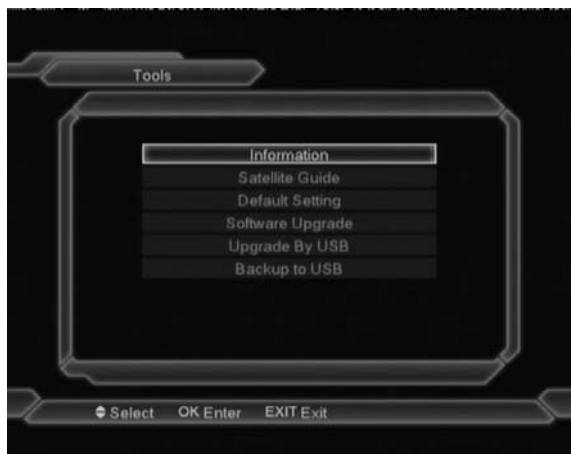 Tools
Information
Satellite Guide
Default Setting
Software Upgrade
Upgrade By USB
Backup to USB
Select OK Enter EXIT Exit